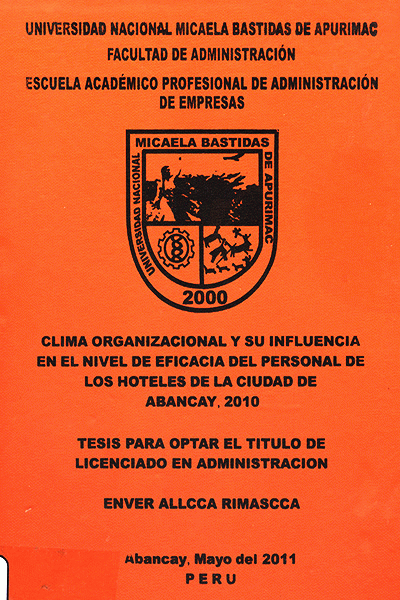 UNIVERSIDAD NACIONAL MICAELA BASTIDAS DE APURIMAC
FACULTAD DE ADMINISTRACIÓN
ESCUELA ACADÉMICO PROFESIONAL DE ADMINISTRACIÓN
DE EMPRESAS
UNIVERSIDAD NACIONAL
MICAELA BASTIDAS
DE APURIMAC
2000
CLIMA ORGANIZACIONAL Y SU INFLUENCIA
EN EL NIVEL DE EFICACIA DEL PERSONAL DE
LOS HOTELES DE LA CIUDAD DE
ABANCAY, 2010
TESIS PARA OPTAR EL TITULO DE
LICENCIADO EN ADMINISTRACION
ENVER ALLCCA RIMASCCA
Abancay, Mayo del 2011
PERU